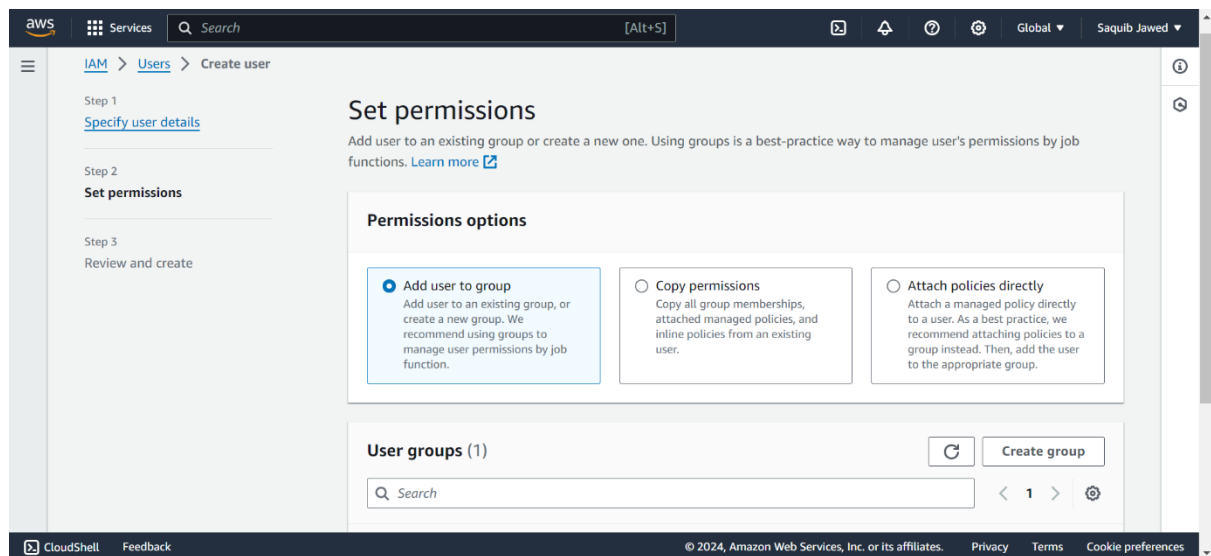 aws Services Search [Alt+S] Global Saquib Jawed
IAM > Users > Create user
Step 1
Specify user details
Step 2
Set permissions
Step 3
Review and create
Set permissions
Add user to an existing group or create a new one. Using groups is a best-practice way to manage user's permissions by job
functions. Learn more
Permissions options
Add user to group
Add user to an existing group, or
create a new group. We
recommend using groups to
manage user permissions by job
function.
Copy permissions
Copy all group memberships,
attached managed policies, and
inline policies from an existing
user.
Attach policies directly
Attach a managed policy directly
to a user. As a best practice, we
recommend attaching policies to a
group instead. Then, add the user
to the appropriate group.
User groups (1)
Create group
Search
< 1 >
CloudShell Feedback © 2024, Amazon Web Services, Inc. or its affiliates. Privacy Terms Cookie preferences